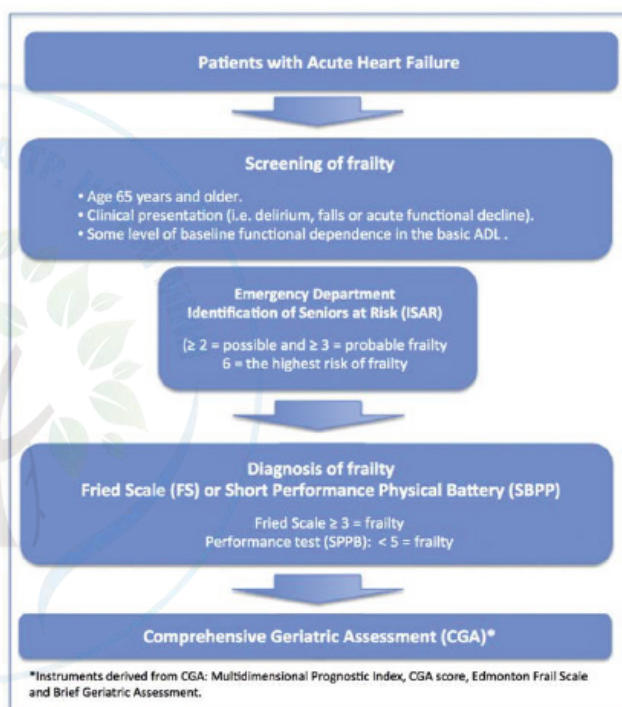 Patients with Acute Heart Failure
Screening of frailty
• Age 65 years and older.
• Clinical presentation (i.e. delirium, falls or acute functional decline).
• Some level of baseline functional dependence in the basic ADL .
Emergency Department
Identification of Seniors at Risk (ISAR)
(≥ 2 = possible and ≥ 3 = probable frailty
6 = the highest risk of frailty
Diagnosis of frailty
Fried Scale (FS) or Short Performance Physical Battery (SBPP)
Fried Scale ≥ 3 = frailty
Performance test (SPPB): < 5 = frailty
Comprehensive Geriatric Assessment (CGA)*
*Instruments derived from CGA: Multidimensional Prognostic Index, CGA score, Edmonton Frail Scale
and Brief Geriatric Assessment.